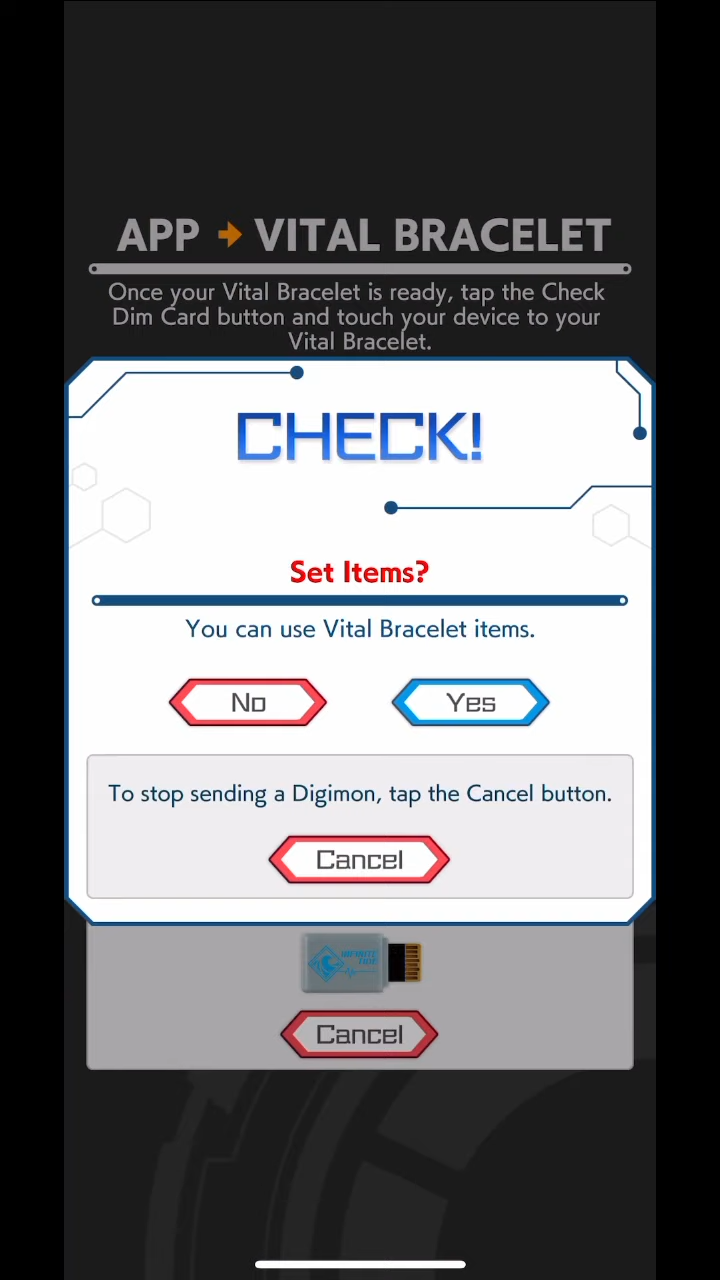 APP → VITAL BRACELET
Once your Vital Bracelet is ready, tap the Check
Dim Card button and touch your device to your
Vital Bracelet.
CHECK!
Set Items?
You can use Vital Bracelet items.
No
Yes
To stop sending a Digimon, tap the Cancel button.
Cancel
INFINITE
TIDE
Cancel